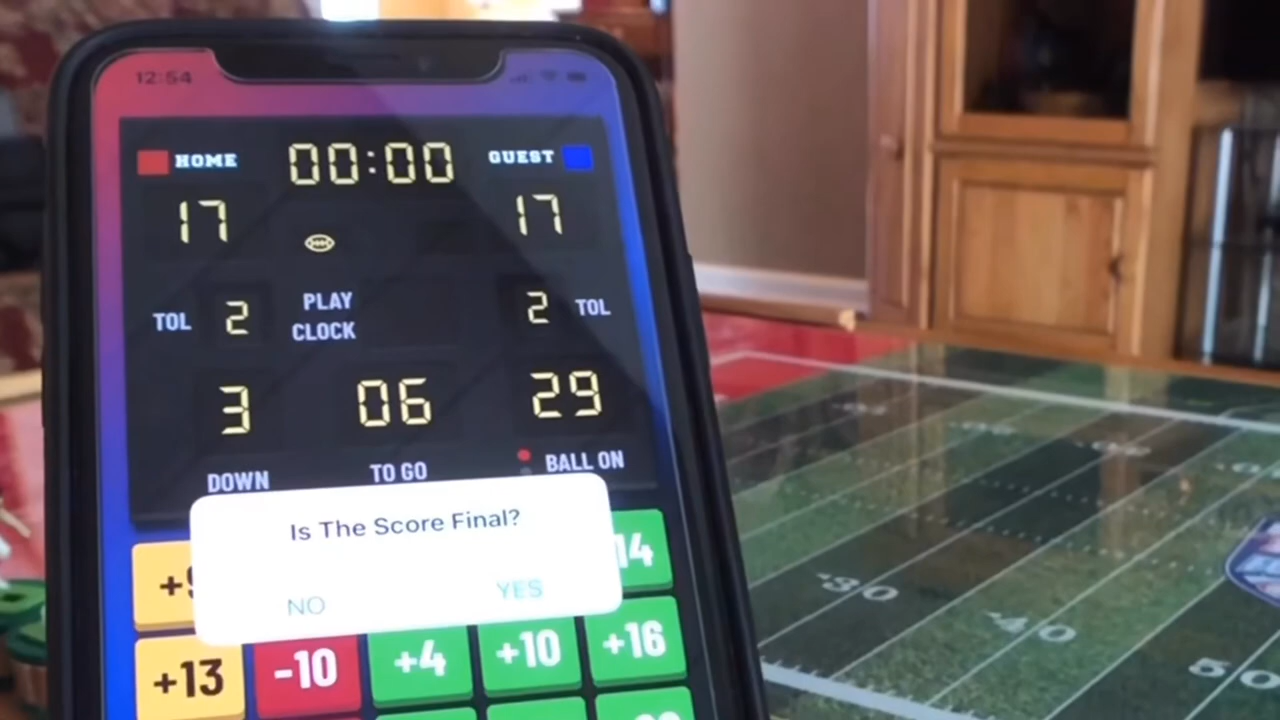 12:54
HOME 00:00 GUEST
17 17
TOL 2 PLAY CLOCK 2 TOL
3 06 29
DOWN TO GO BALL ON
Is The Score Final?
NO YES
14
+13 -10 +4 +10 +16
30
40
50